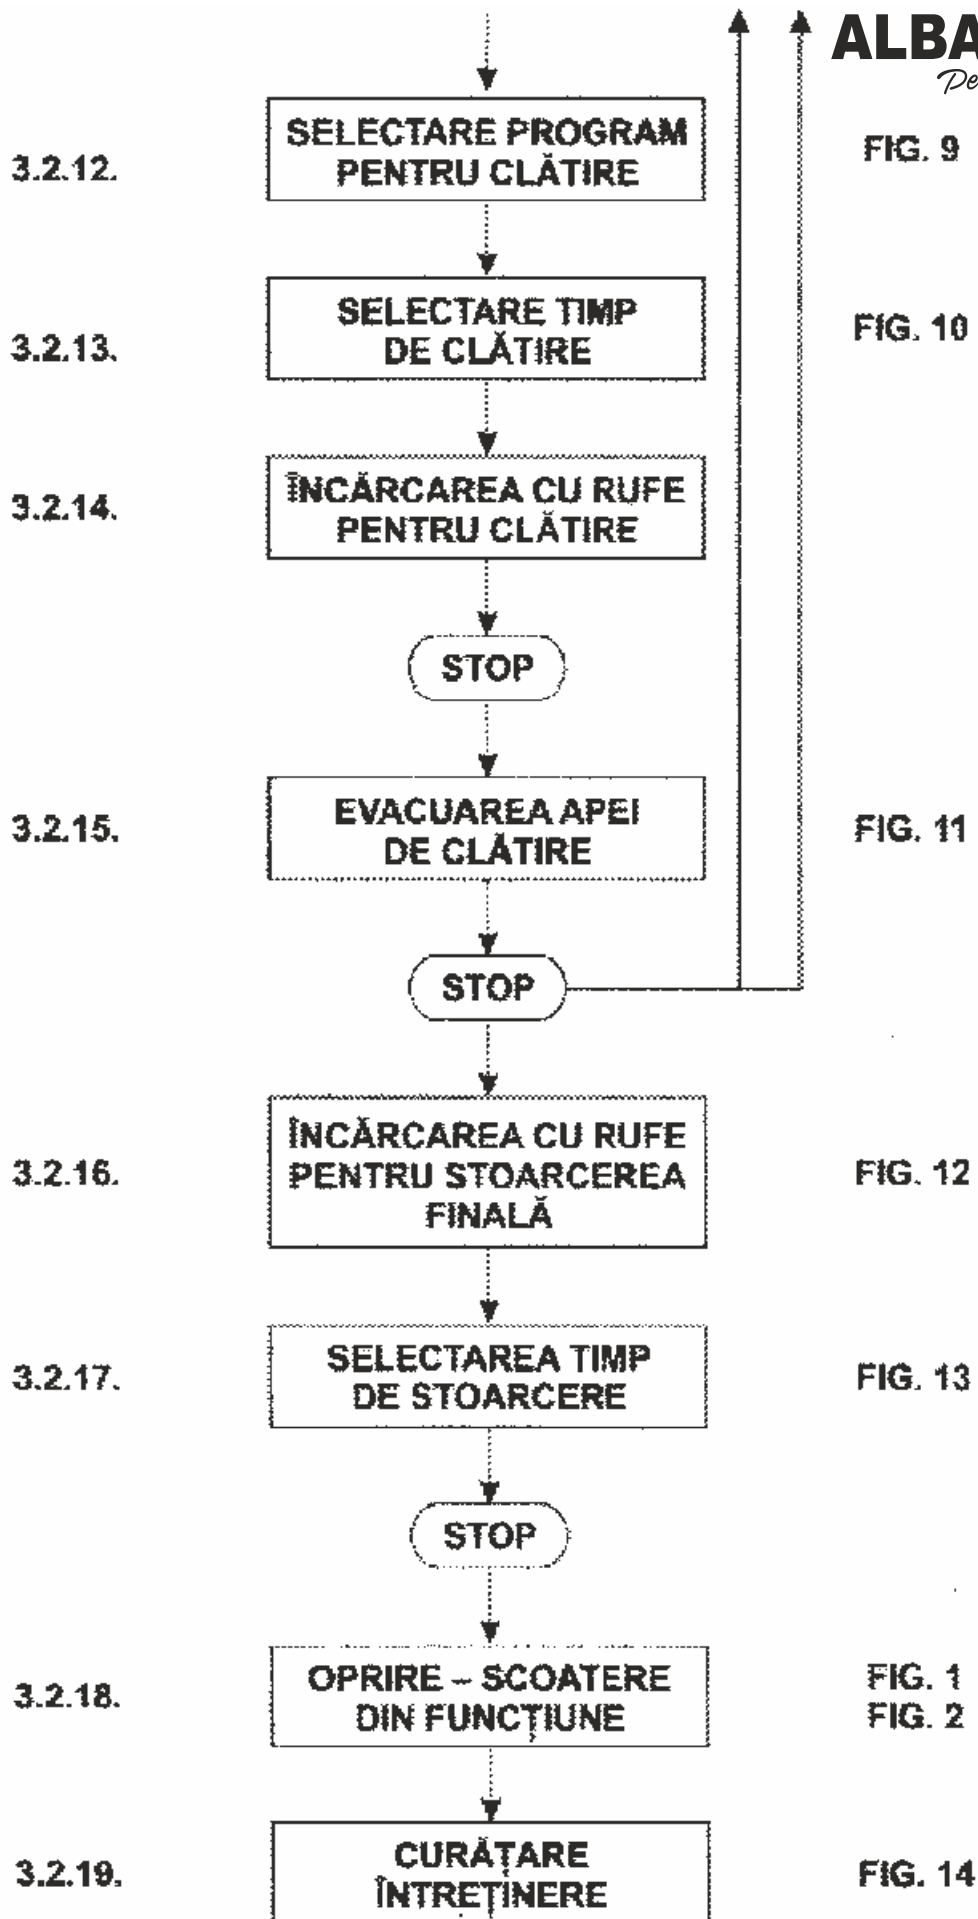 ALBA
Pe
3.2.12.
SELECTARE PROGRAM
PENTRU CLĂTIRE
FIG. 9
3.2.13.
SELECTARE TIMP
DE CLĂTIRE
FIG. 10
3.2.14.
ÎNCĂRCAREA CU RUFE
PENTRU CLĂTIRE
STOP
3.2.15.
EVACUAREA APEI
DE CLĂTIRE
FIG. 11
STOP
3.2.16.
ÎNCĂRCAREA CU RUFE
PENTRU STOARCEREA
FINALĂ
FIG. 12
3.2.17.
SELECTAREA TIMP
DE STOARCERE
FIG. 13
STOP
3.2.18.
OPRIRE – SCOATERE
DIN FUNCȚIUNE
FIG. 1
FIG. 2
3.2.19.
CURĂȚARE
ÎNTREȚINERE
FIG. 14